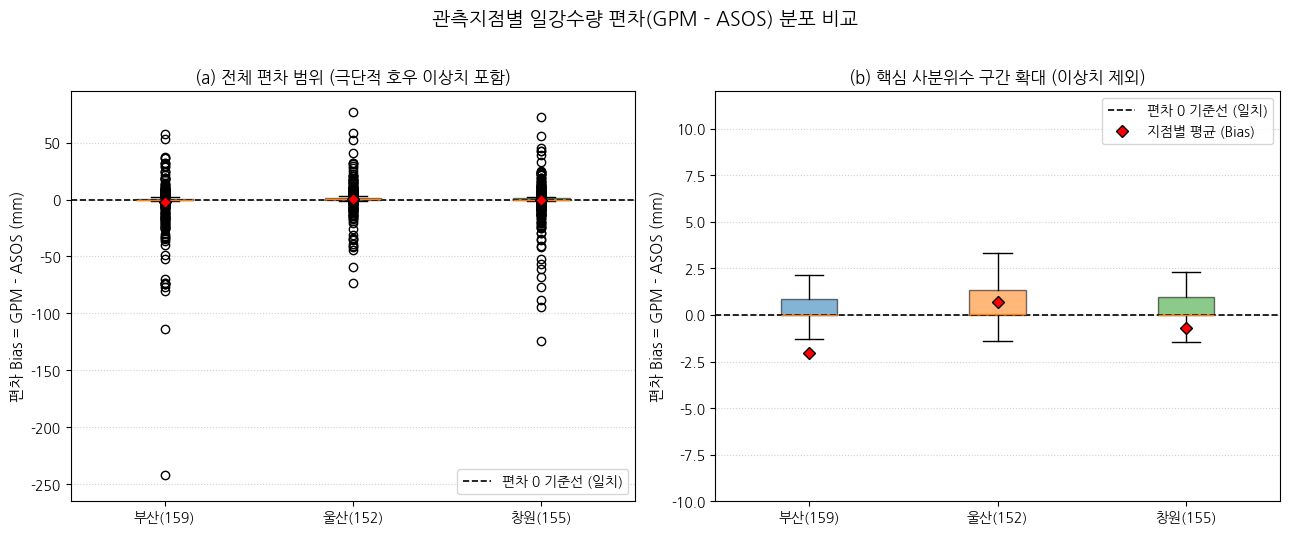 관측지점별 일강수량 편차(GPM - ASOS) 분포 비교
(a) 전체 편차 범위 (극단적 호우 이상치 포함)
편차 Bias = GPM - ASOS (mm)
50
0
-50
-100
-150
-200
-250
부산(159)
울산(152)
창원(155)
편차 0 기준선 (일치)
(b) 핵심 사분위수 구간 확대 (이상치 제외)
편차 Bias = GPM - ASOS (mm)
10.0
7.5
5.0
2.5
0.0
-2.5
-5.0
-7.5
-10.0
부산(159)
울산(152)
창원(155)
편차 0 기준선 (일치)
지점별 평균 (Bias)